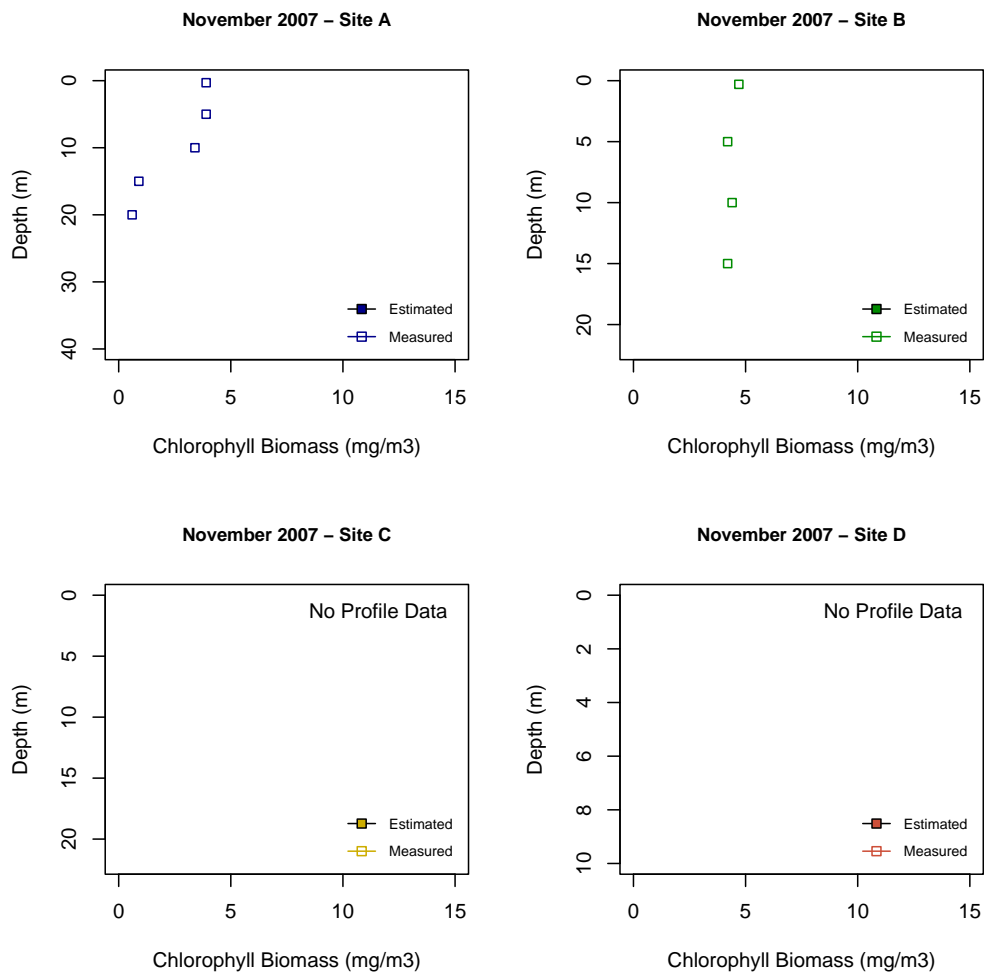 November 2007 – Site A
0
10
20
30
40
Depth (m)
Estimated
Measured
0 5 10 15
Chlorophyll Biomass (mg/m3)
November 2007 – Site B
0
5
10
15
20
Depth (m)
Estimated
Measured
0 5 10 15
Chlorophyll Biomass (mg/m3)
November 2007 – Site C
No Profile Data
0
5
10
15
20
Depth (m)
Estimated
Measured
0 5 10 15
Chlorophyll Biomass (mg/m3)
November 2007 – Site D
No Profile Data
0
2
4
6
8
10
Depth (m)
Estimated
Measured
0 5 10 15
Chlorophyll Biomass (mg/m3)